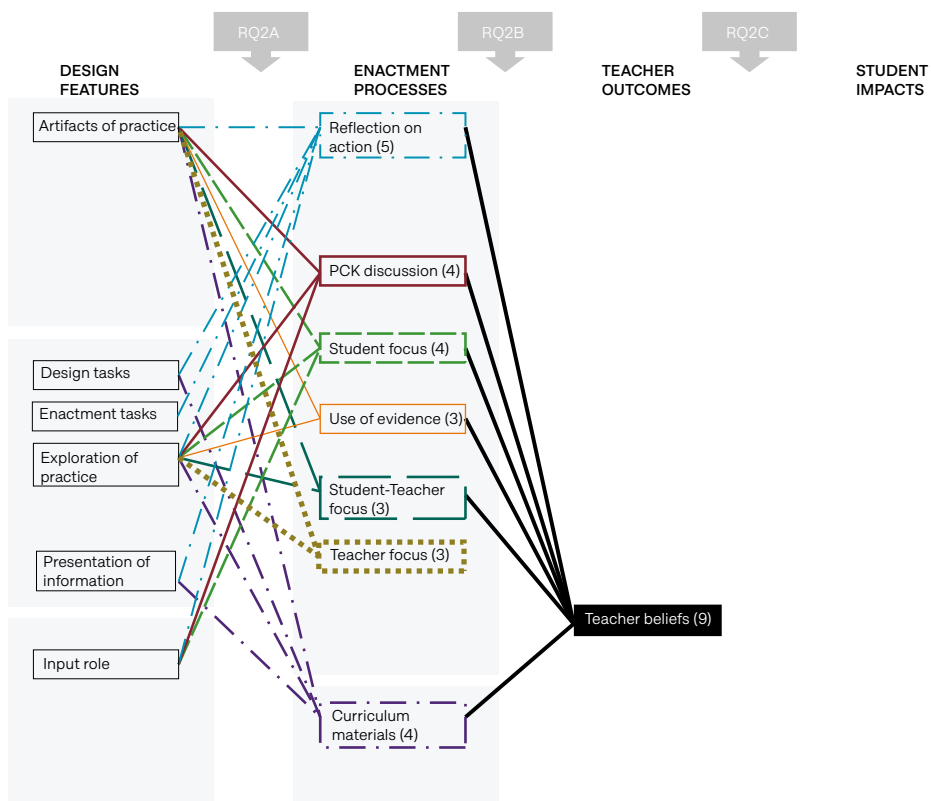 RQ2A
RQ2B
RQ2C
DESIGN
FEATURES
ENACTMENT
PROCESSES
TEACHER
OUTCOMES
STUDENT
IMPACTS
Artifacts of practice
Design tasks
Enactment tasks
Exploration of
practice
Presentation of
information
Input role
Reflection on
action (5)
PCK discussion (4)
Student focus (4)
Use of evidence (3)
Student-Teacher
focus (3)
Teacher focus (3)
Curriculum
materials (4)
Teacher beliefs (9)